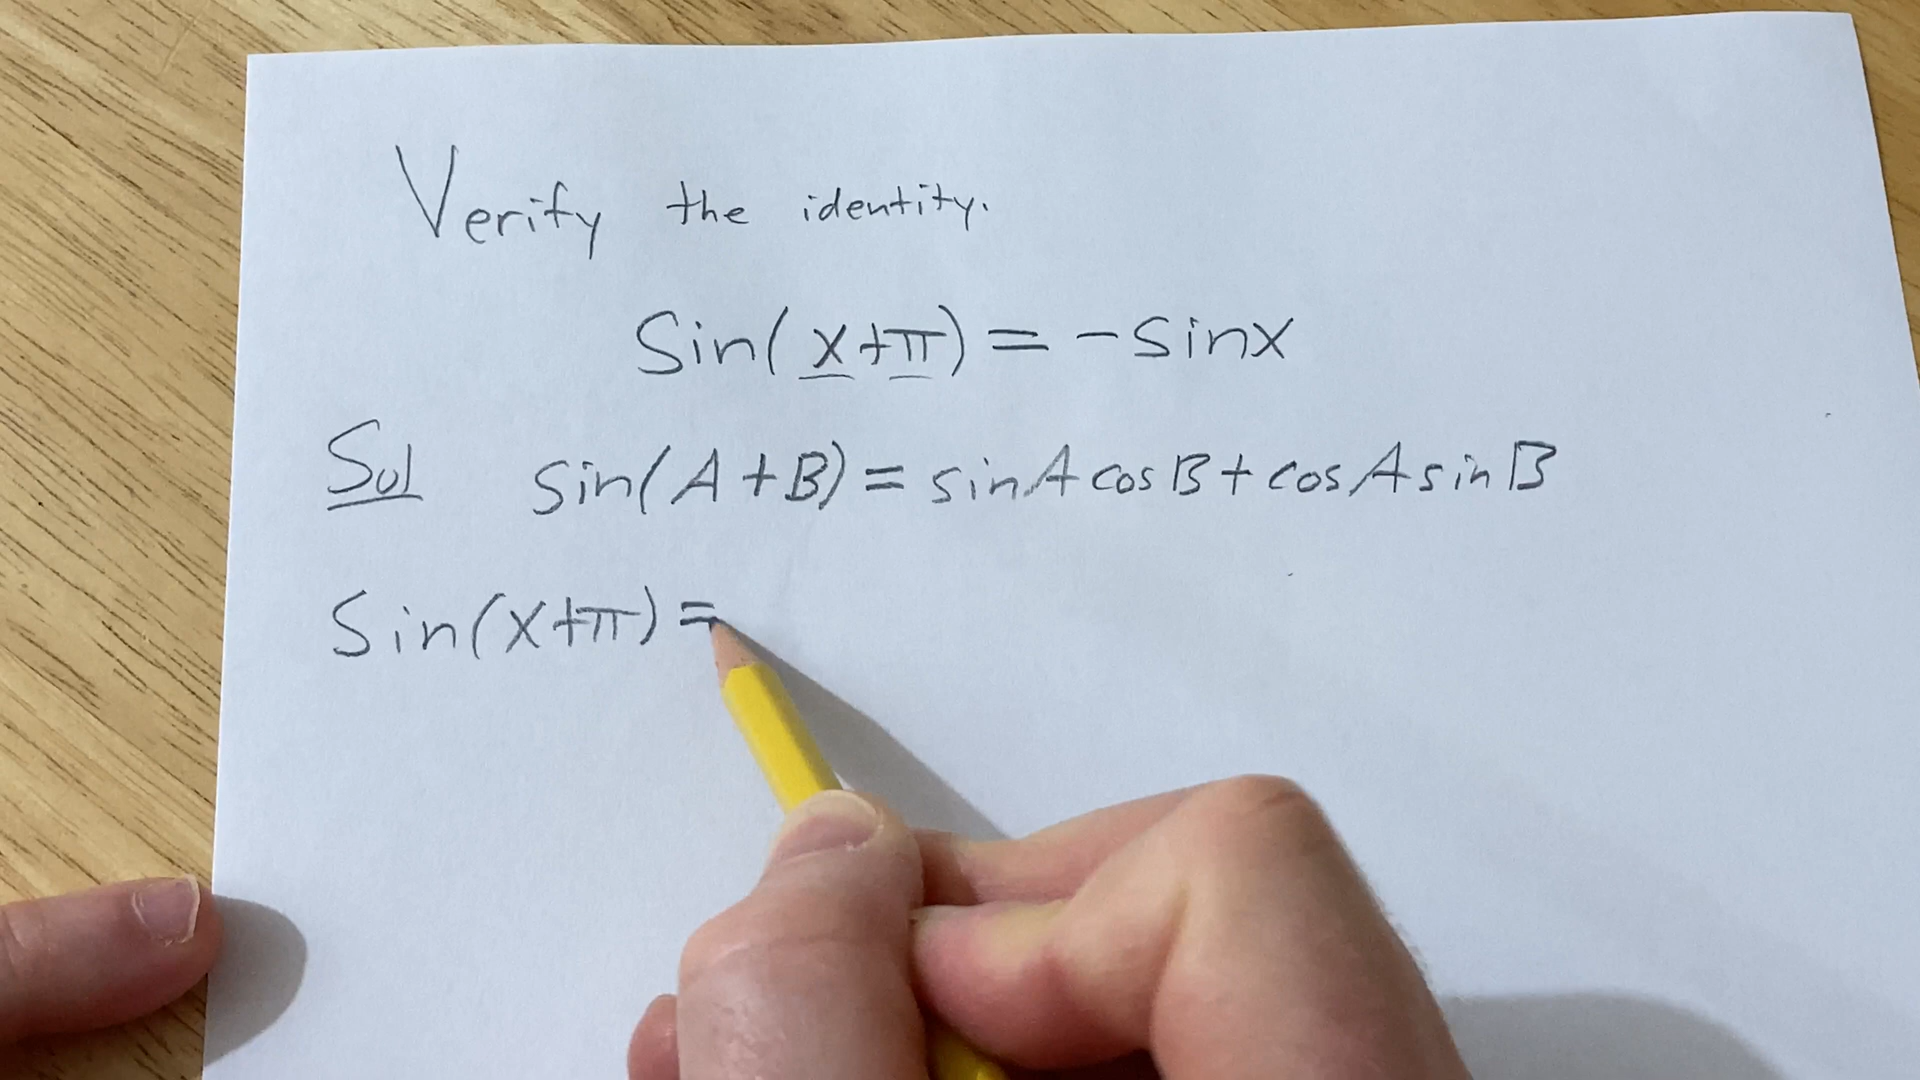 Verify the identity.
Sin(x+π) = -sinx
Sol sin(A+B) = sinA cosB + cosA sinB
Sin(x+π) =